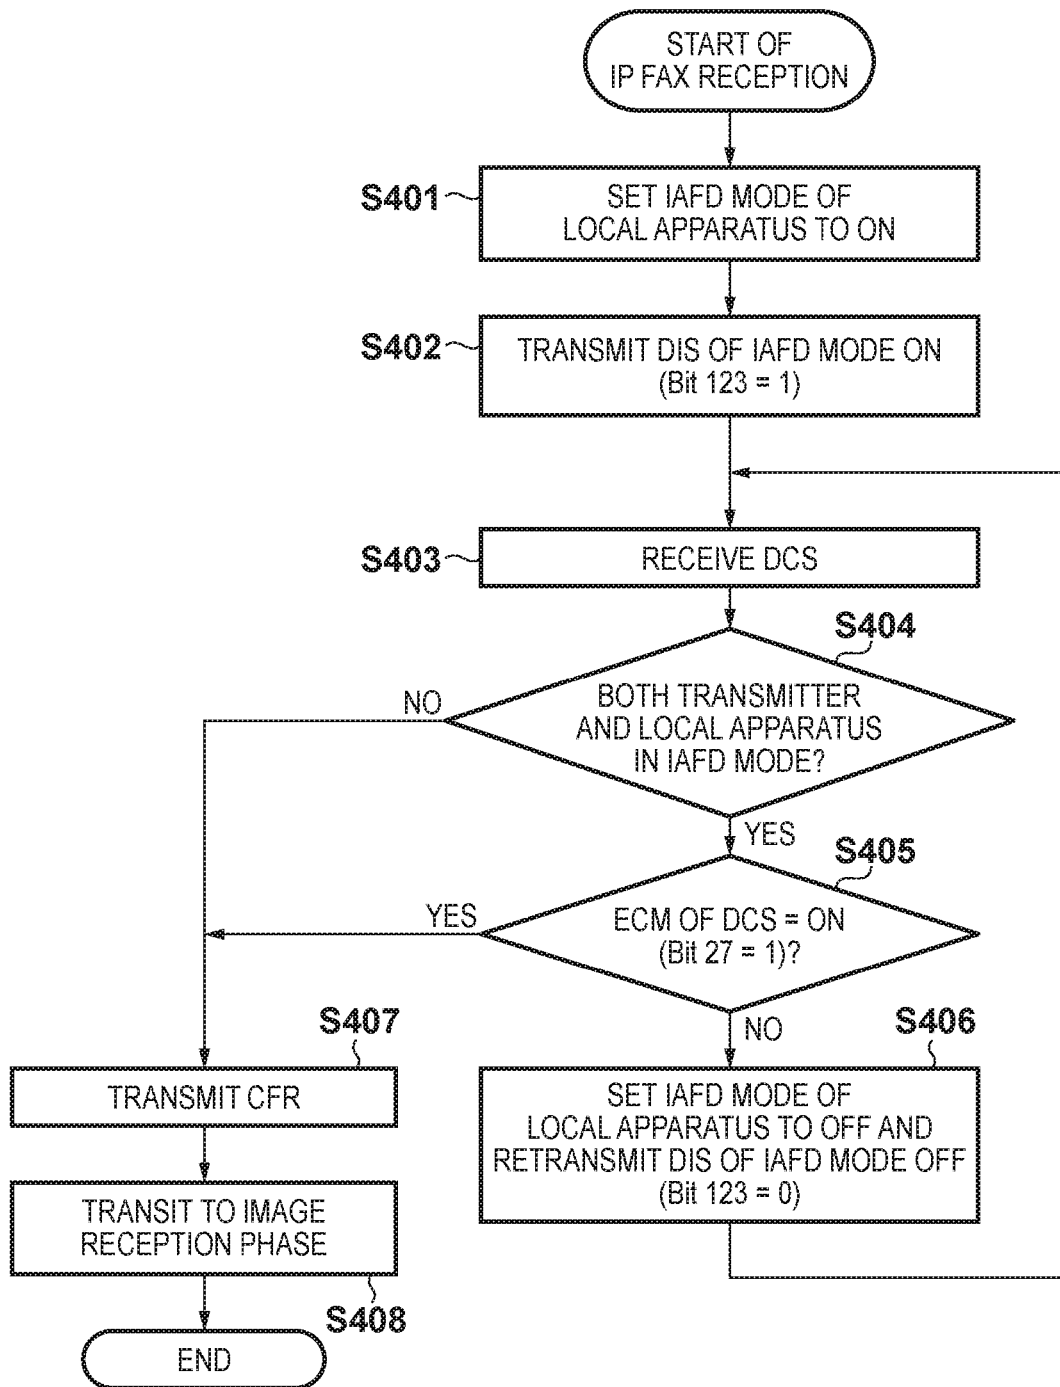 START OF
IP FAX RECEPTION
S401
SET IAFD MODE OF
LOCAL APPARATUS TO ON
S402
TRANSMIT DIS OF IAFD MODE ON
(Bit 123 = 1)
S403
RECEIVE DCS
S404
BOTH TRANSMITTER
AND LOCAL APPARATUS
IN IAFD MODE?
NO
YES
S405
ECM OF DCS = ON
(Bit 27 = 1)?
YES
NO
S406
SET IAFD MODE OF
LOCAL APPARATUS TO OFF AND
RETRANSMIT DIS OF IAFD MODE OFF
(Bit 123 = 0)
S407
TRANSMIT CFR
TRANSIT TO IMAGE
RECEPTION PHASE
S408
END